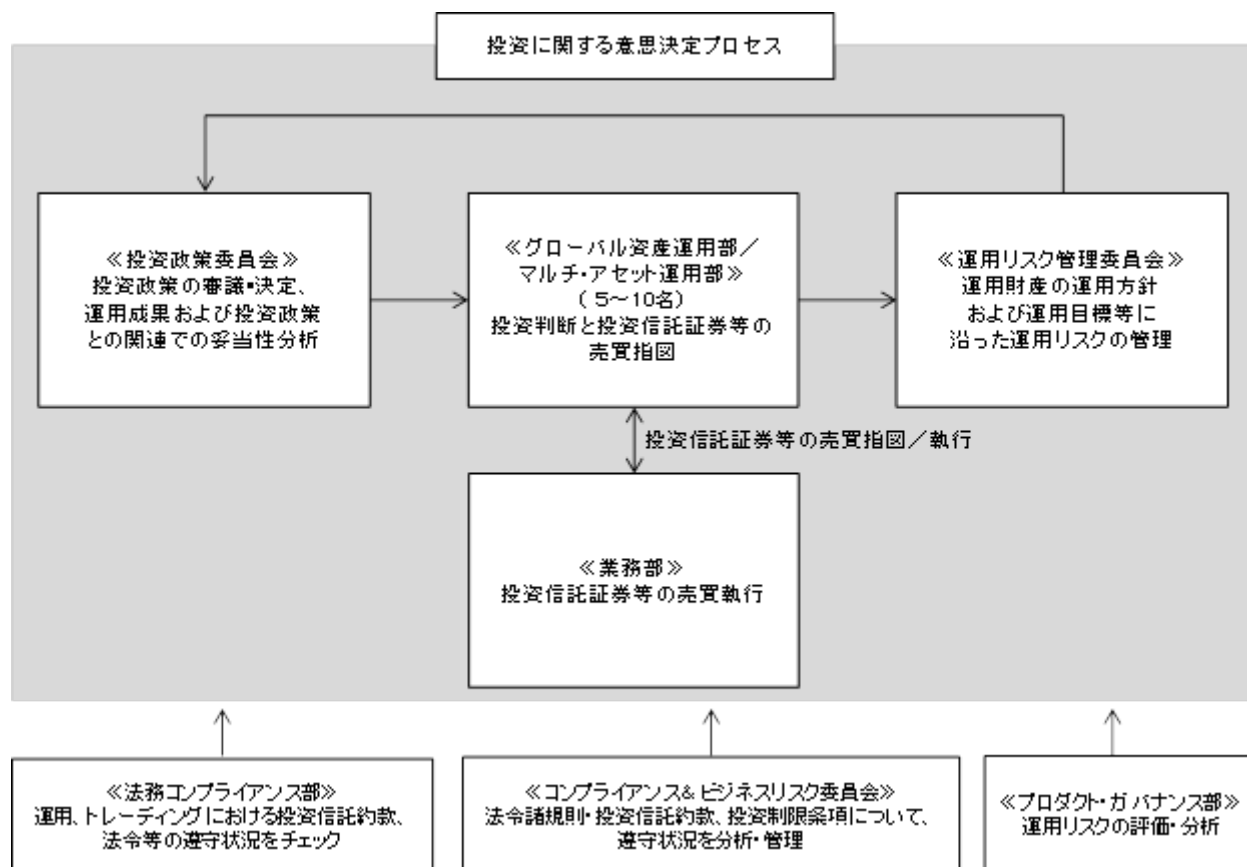 投資に関する意思決定プロセス
≪投資政策委員会≫
投資政策の審議・決定、
運用成果および投資政策
との関連での妥当性分析
≪グローバル資産運用部／
マルチ・アセット運用部≫
(5～10名)
投資判断と投資信託証券等の
売買指図
≪運用リスク管理委員会≫
運用財産の運用方針
および運用目標等に
沿った運用リスクの管理
投資信託証券等の売買指図／執行
≪業務部≫
投資信託証券等の売買執行
≪法務コンプライアンス部≫
運用、トレーディングにおける投資信託約款、
法令等の遵守状況をチェック
≪コンプライアンス&ビジネスリスク委員会≫
法令諸規則・投資信託約款、投資制限条項について、
遵守状況を分析・管理
≪プロダクト・ガバナンス部≫
運用リスクの評価・分析